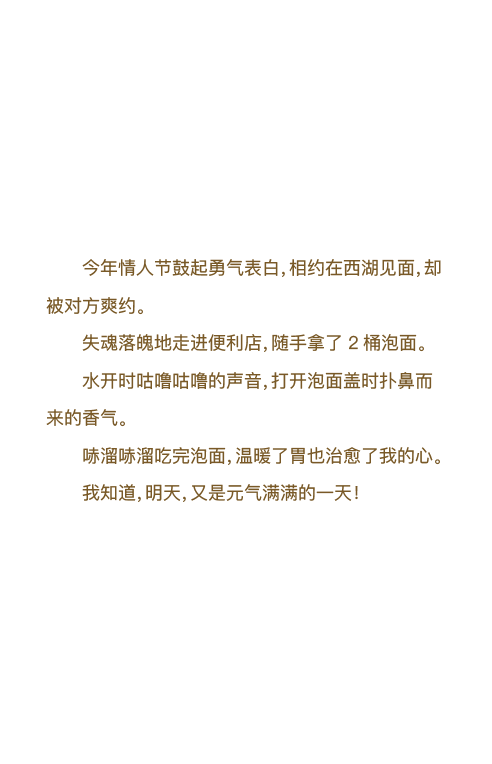 今年情人节鼓起勇气表白,相约在西湖见面,却
被对方爽约。
失魂落魄地走进便利店,随手拿了 2 桶泡面。
水开时咕噜咕噜的声音,打开泡面盖时扑鼻而
来的香气。
哧溜哧溜吃完泡面,温暖了胃也治愈了我的心。
我知道,明天,又是元气满满的一天!